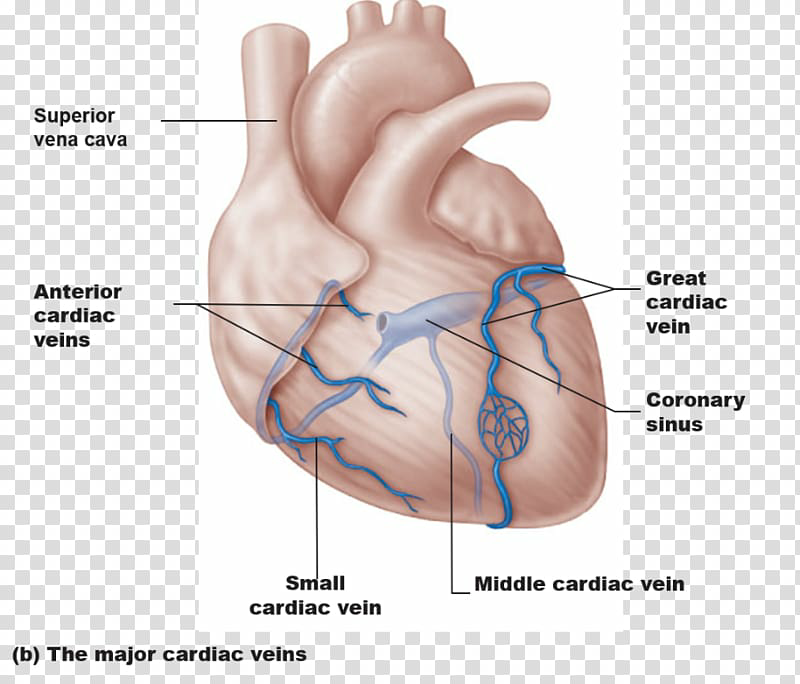 Superior
vena cava
Anterior
cardiac
veins
Great
cardiac
vein
Coronary
sinus
Small
cardiac vein
Middle cardiac vein
(b) The major cardiac veins